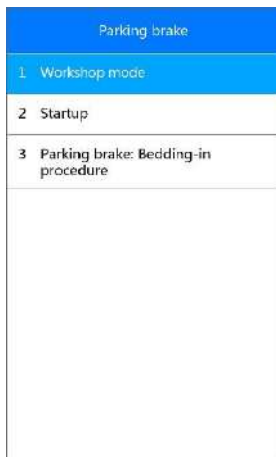 Parking brake
1 Workshop mode
2 Startup
3 Parking brake: Bedding-in
procedure